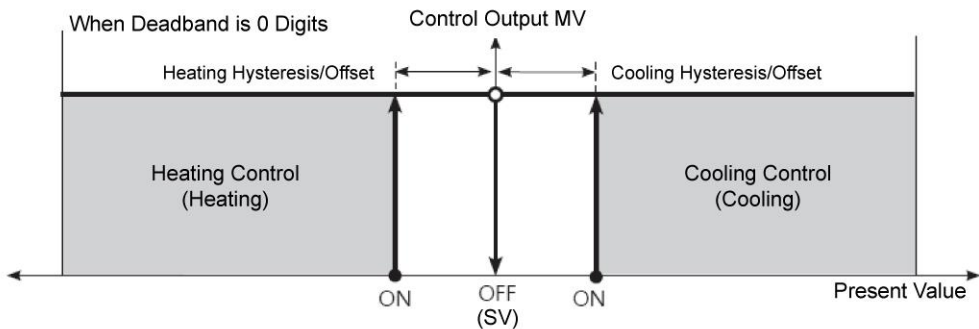 When Deadband is 0 Digits
Control Output MV
Heating Hysteresis/Offset
Cooling Hysteresis/Offset
Heating Control
(Heating)
Cooling Control
(Cooling)
ON
OFF
(SV)
ON
Present Value